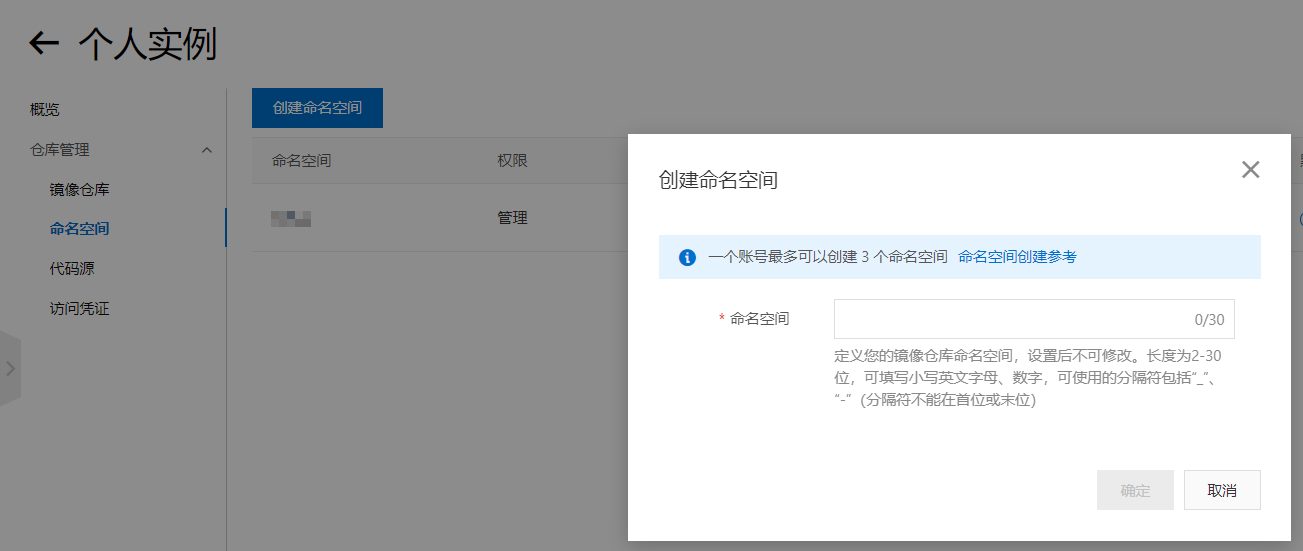 个人实例
概览
仓库管理
镜像仓库
命名空间
代码源
访问凭证
创建命名空间
命名空间 权限
管理
创建命名空间
一个账号最多可以创建 3 个命名空间 命名空间创建参考
* 命名空间
0/30
定义您的镜像仓库命名空间，设置后不可修改。长度为2-30
位，可填写小写英文字母、数字，可使用的分隔符包括“_”、
“-”（分隔符不能在首位或末位）
确定 取消